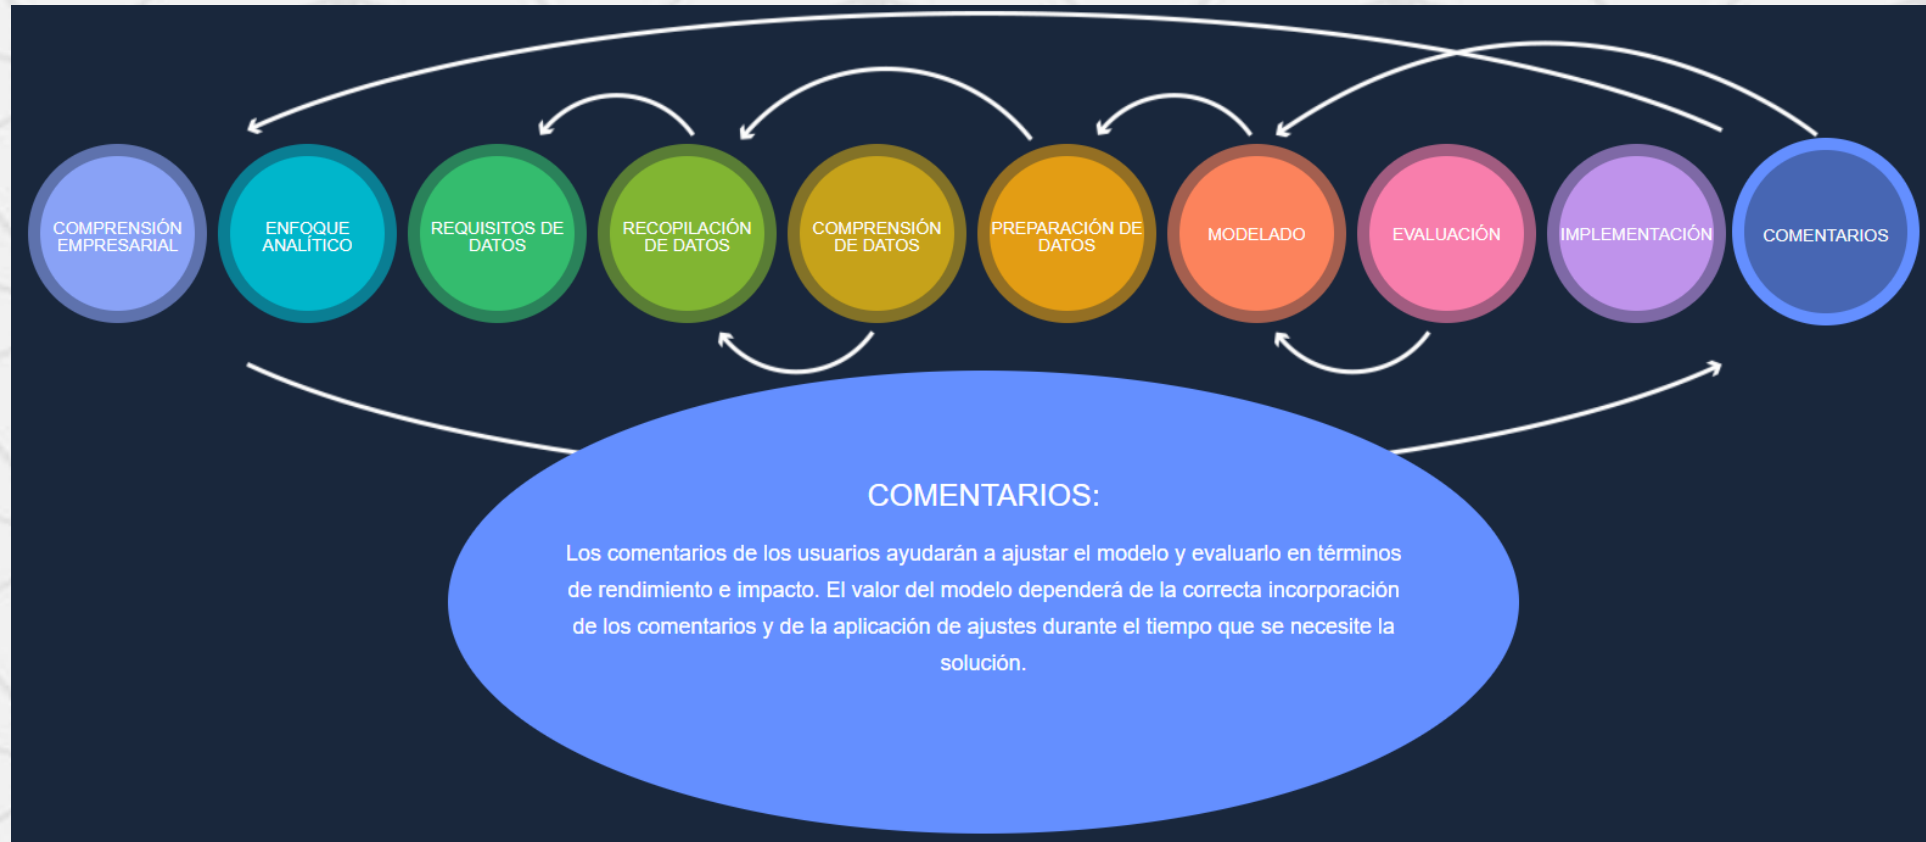 COMPRENSIÓN
EMPRESARIAL
ENFOQUE
ANALÍTICO
REQUISITOS DE
DATOS
RECOPILACIÓN
DE DATOS
COMPRENSIÓN
DE DATOS
PREPARACIÓN DE
DATOS
MODELADO
EVALUACIÓN
IMPLEMENTACIÓN
COMENTARIOS
COMENTARIOS:
Los comentarios de los usuarios ayudarán a ajustar el modelo y evaluarlo en términos
de rendimiento e impacto. El valor del modelo dependerá de la correcta incorporación
de los comentarios y de la aplicación de ajustes durante el tiempo que se necesite la
solución.